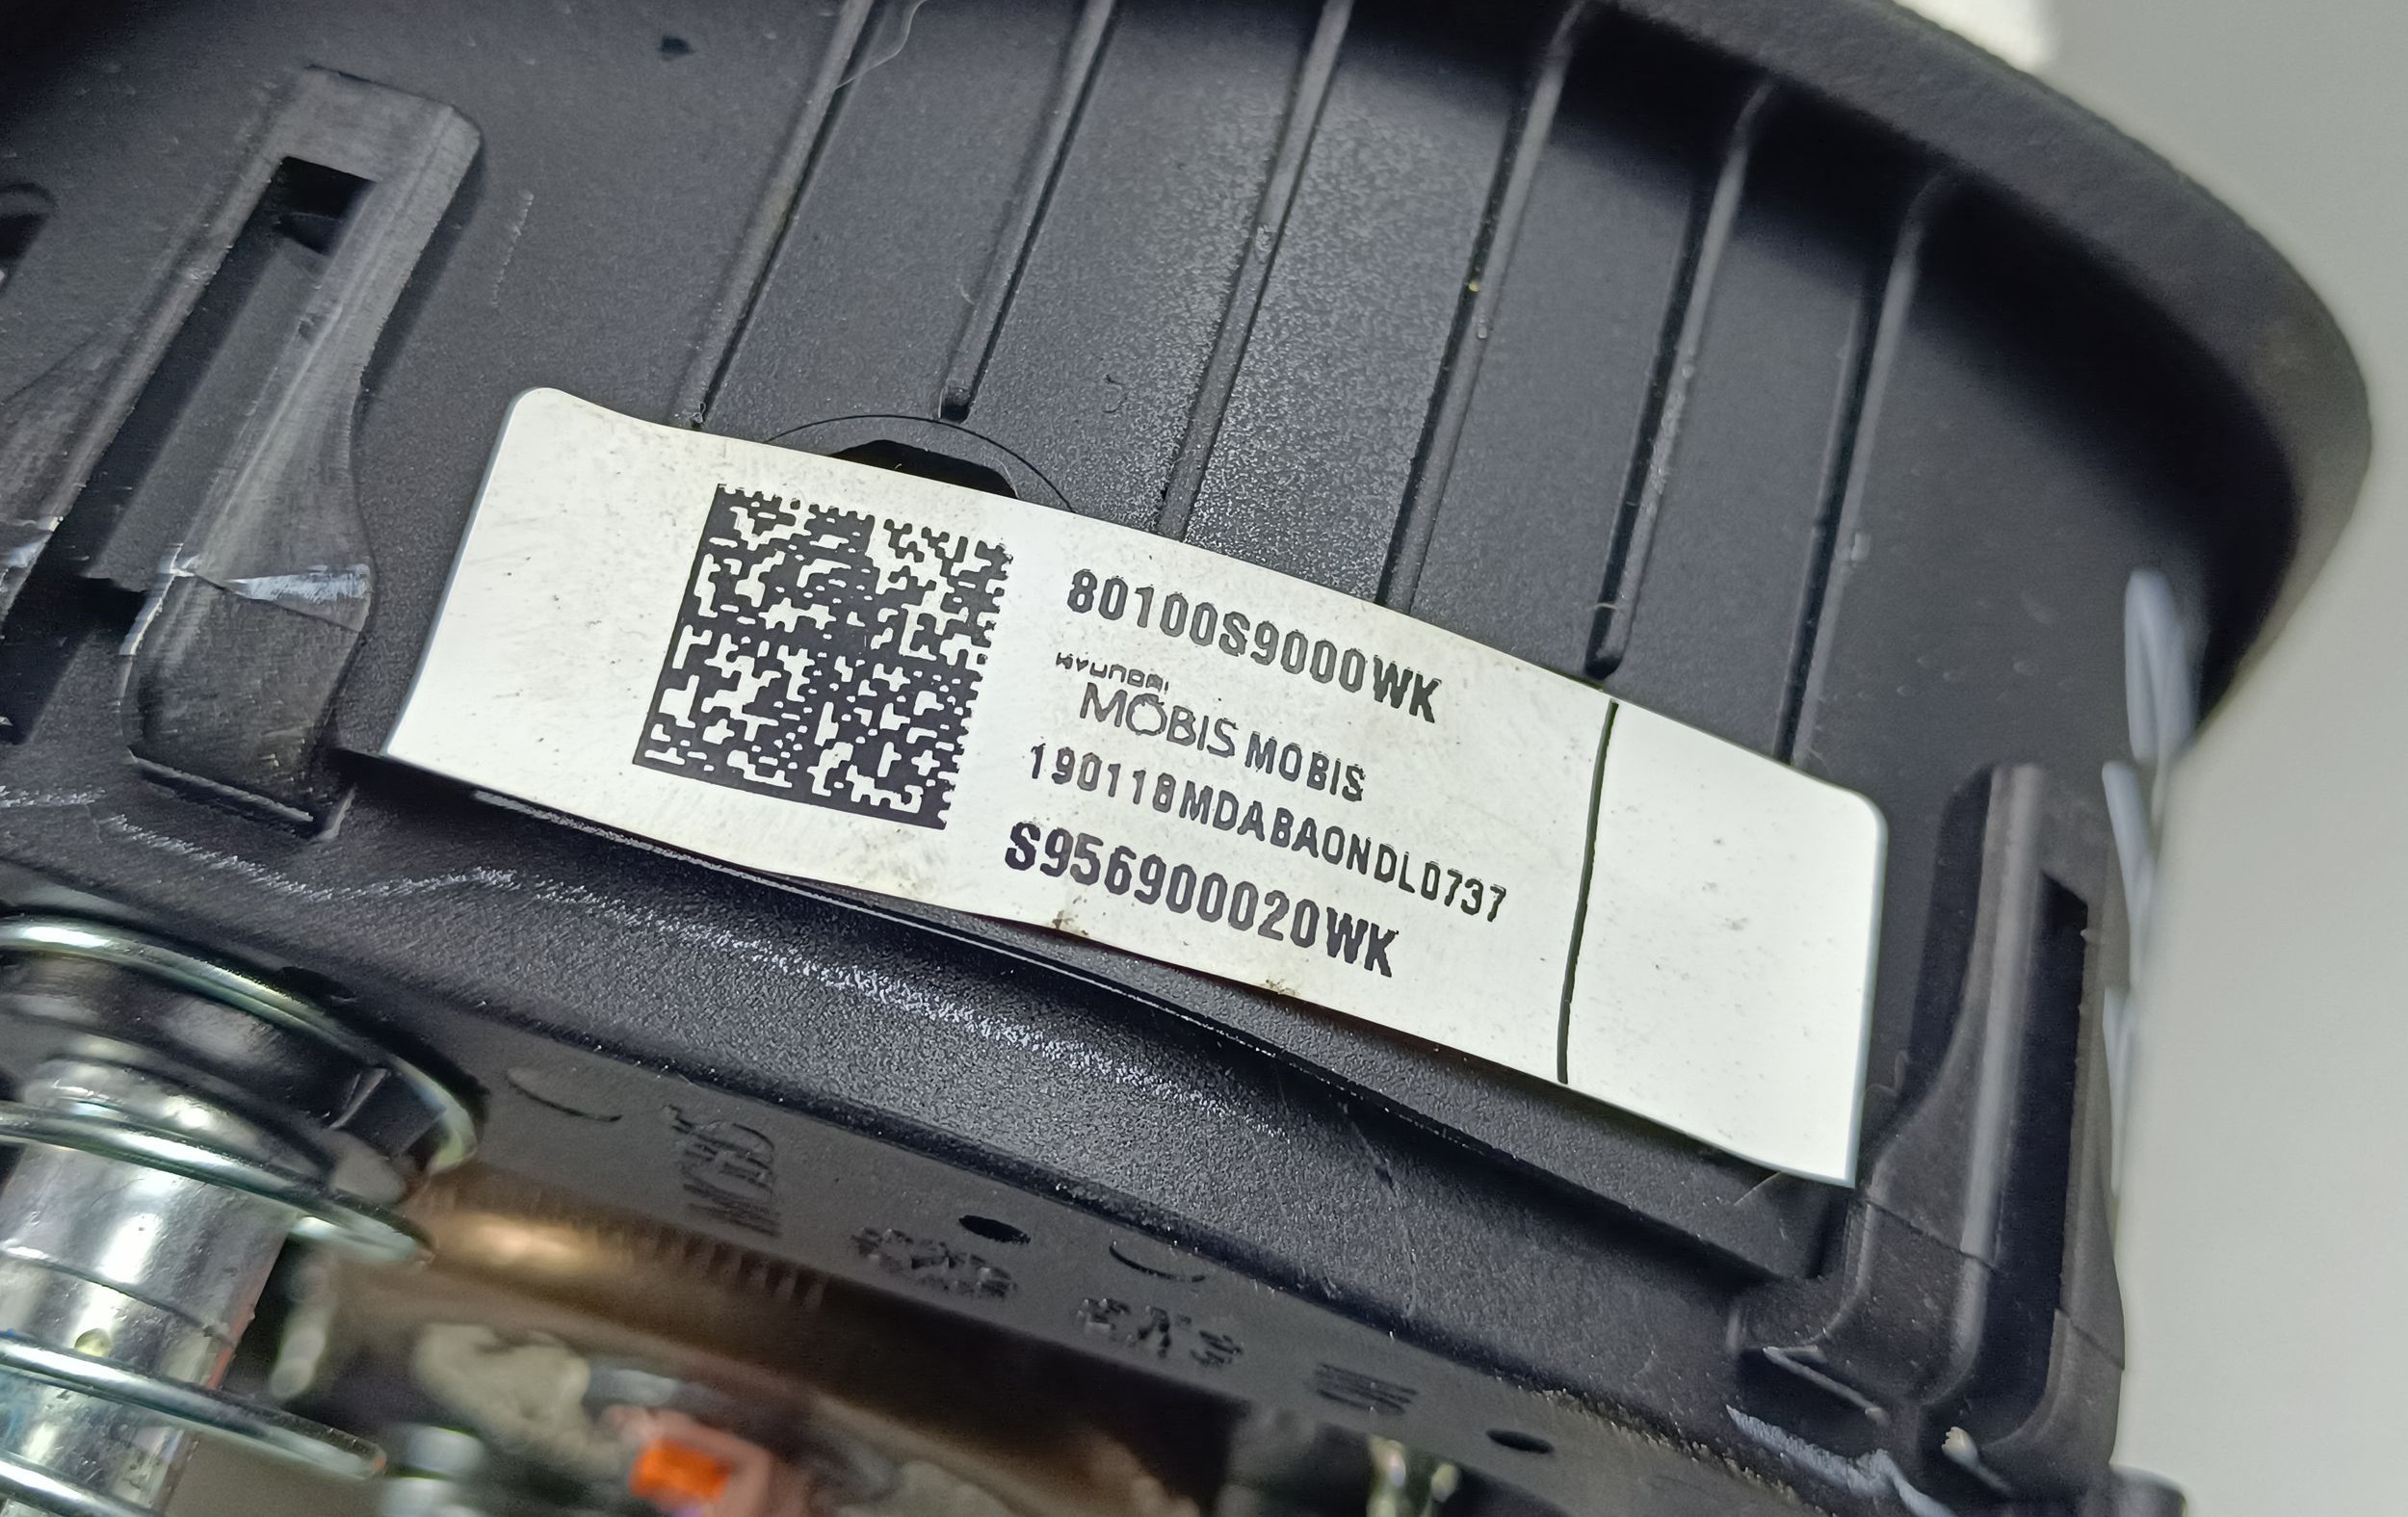 80100S9000WK
HYUNDAI
MOBIS MOBIS
190118MDABAONDL0737
S956900020WK